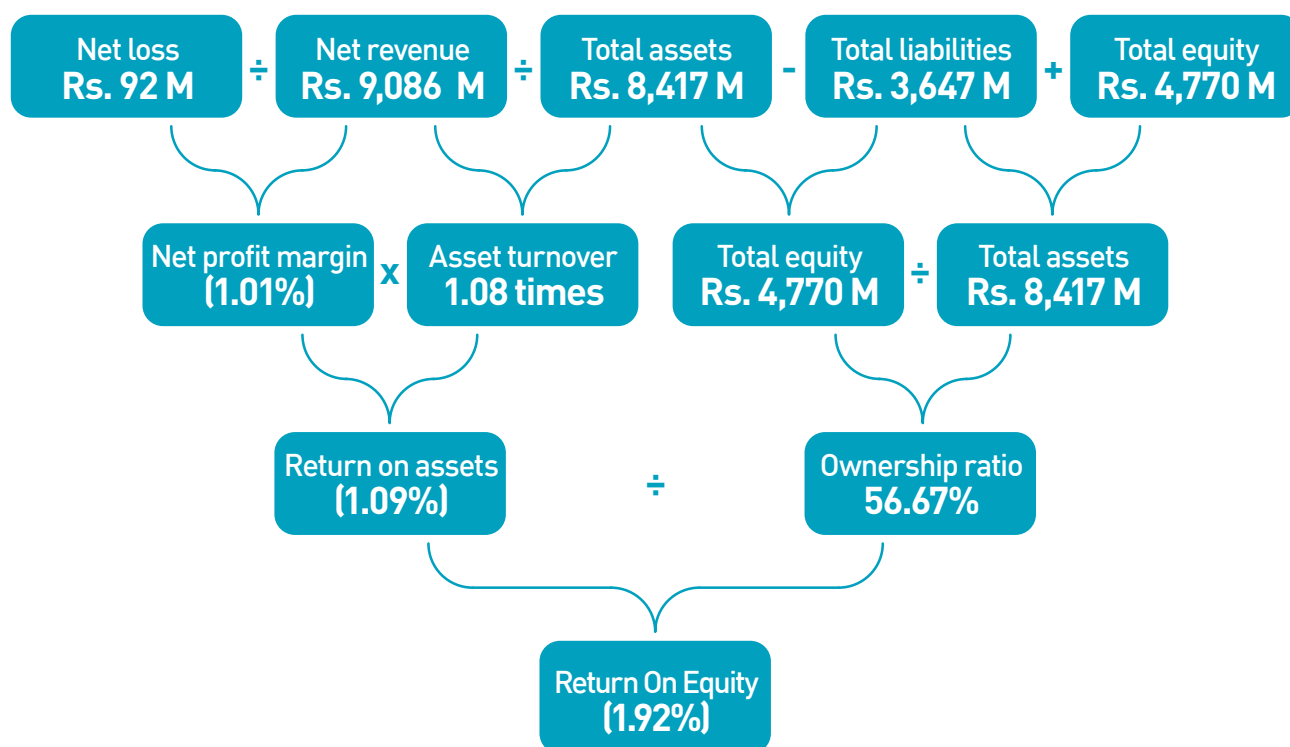 Net loss
Rs. 92 M
÷
Net revenue
Rs. 9,086 M
÷
Total assets
Rs. 8,417 M
-
Total liabilities
Rs. 3,647 M
+
Total equity
Rs. 4,770 M
Net profit margin
(1.01%)
x
Asset turnover
1.08 times
Total equity
Rs. 4,770 M
÷
Total assets
Rs. 8,417 M
Return on assets
(1.09%)
÷
Ownership ratio
56.67%
Return On Equity
(1.92%)